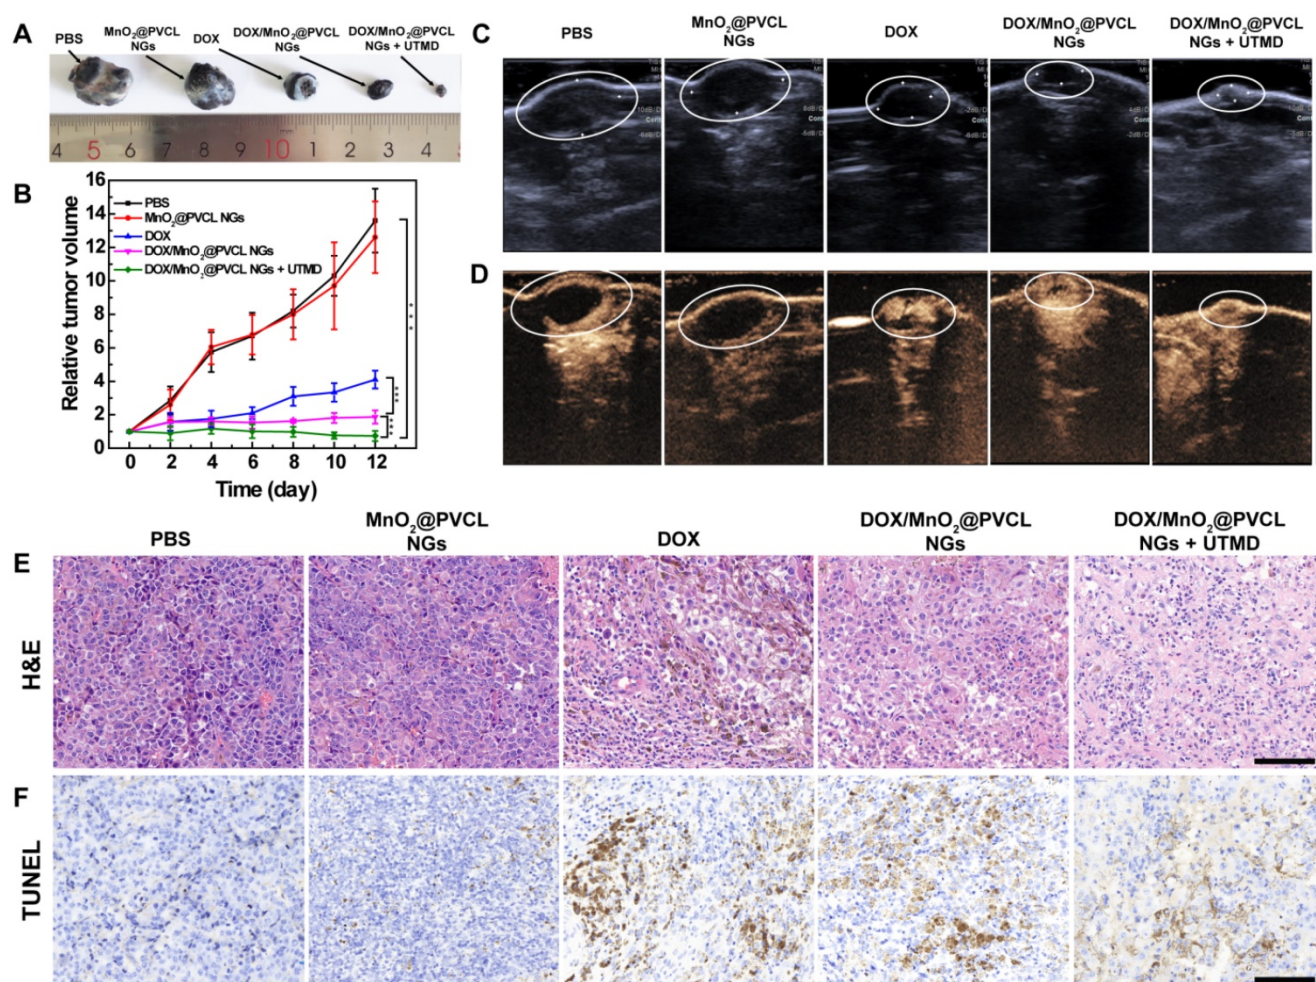 A
PBS
MnO₂@PVCL
NGs
DOX
DOX/MnO₂@PVCL
NGs
DOX/MnO₂@PVCL
NGs + UTMD
4 5 6 7 8 9 10 1 2 3 4
B
Relative tumor volume
16
14
12
10
8
6
4
2
1
0
PBS
MnO₂@PVCL NGs
DOX
DOX/MnO₂@PVCL NGs
DOX/MnO₂@PVCL NGs + UTMD
***
***
***
0 2 4 6 8 10 12
Time (day)
C
PBS
MnO₂@PVCL
NGs
DOX
DOX/MnO₂@PVCL
NGs
DOX/MnO₂@PVCL
NGs + UTMD
D
PBS
MnO₂@PVCL
NGs
DOX
DOX/MnO₂@PVCL
NGs
DOX/MnO₂@PVCL
NGs + UTMD
E
H&E
F
TUNEL